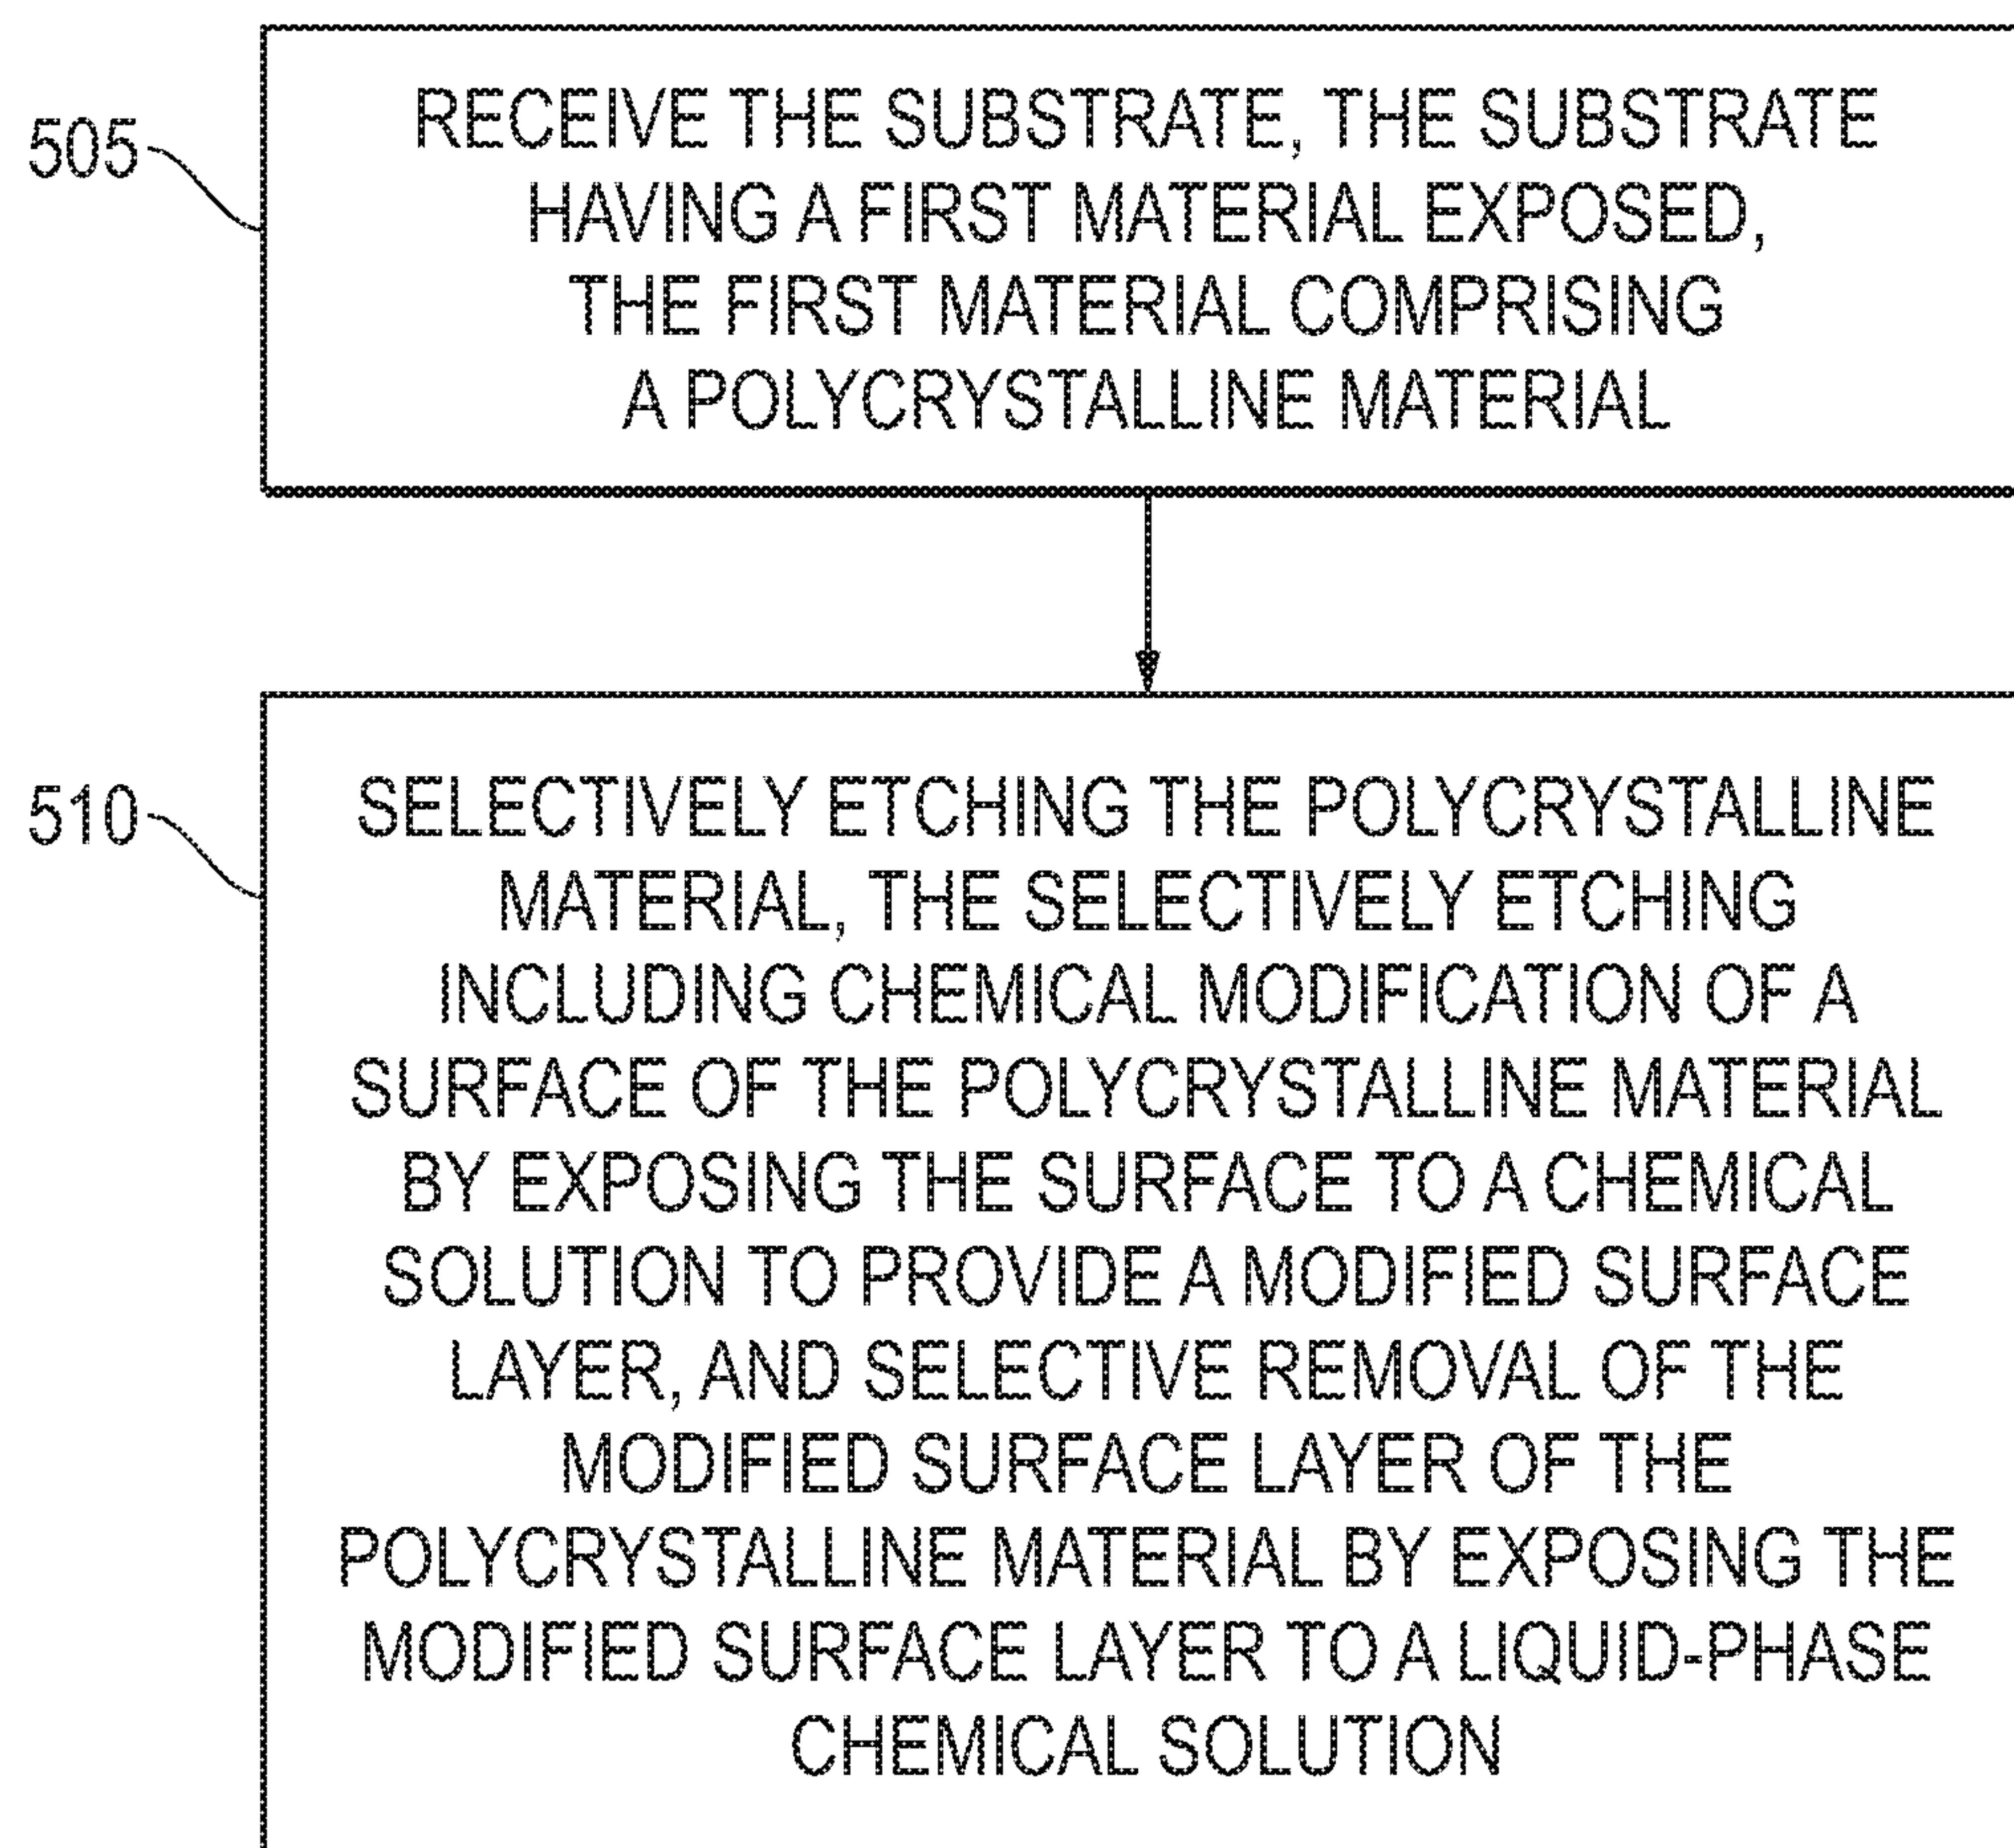 505
RECEIVE THE SUBSTRATE, THE SUBSTRATE
HAVING A FIRST MATERIAL EXPOSED,
THE FIRST MATERIAL COMPRISING
A POLYCRYSTALLINE MATERIAL
510
SELECTIVELY ETCHING THE POLYCRYSTALLINE
MATERIAL, THE SELECTIVELY ETCHING
INCLUDING CHEMICAL MODIFICATION OF A
SURFACE OF THE POLYCRYSTALLINE MATERIAL
BY EXPOSING THE SURFACE TO A CHEMICAL
SOLUTION TO PROVIDE A MODIFIED SURFACE
LAYER, AND SELECTIVE REMOVAL OF THE
MODIFIED SURFACE LAYER OF THE
POLYCRYSTALLINE MATERIAL BY EXPOSING THE
MODIFIED SURFACE LAYER TO A LIQUID-PHASE
CHEMICAL SOLUTION